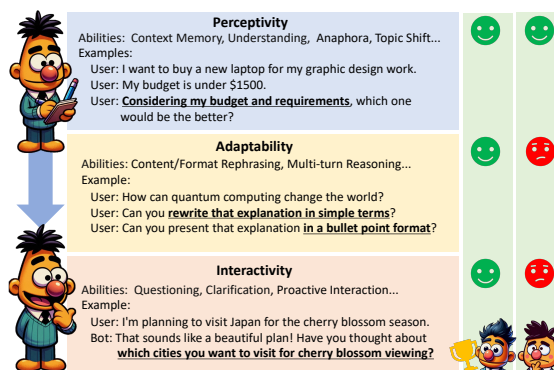 Perceptivity
Abilities: Context Memory, Understanding, Anaphora, Topic Shift...
Examples:
User: I want to buy a new laptop for my graphic design work.
User: My budget is under $1500.
User: Considering my budget and requirements, which one
would be the better?
Adaptability
Abilities: Content/Format Rephrasing, Multi-turn Reasoning...
Example:
User: How can quantum computing change the world?
User: Can you rewrite that explanation in simple terms?
User: Can you present that explanation in a bullet point format?
Interactivity
Abilities: Questioning, Clarification, Proactive Interaction...
Example:
User: I'm planning to visit Japan for the cherry blossom season.
Bot: That sounds like a beautiful plan! Have you thought about
which cities you want to visit for cherry blossom viewing?